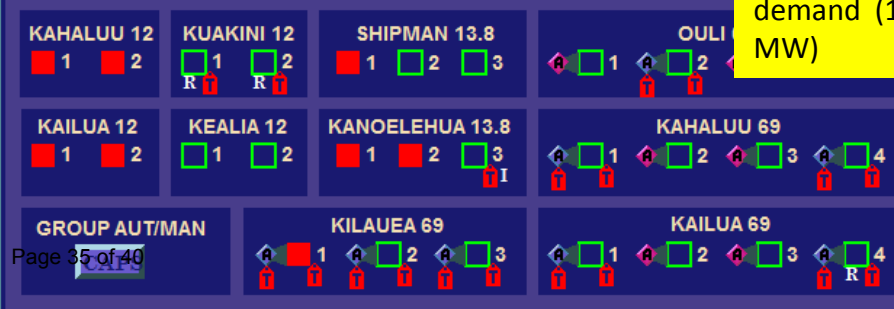 demand (1
MW)
KAHALUU 12
1 2
KUAKINI 12
1 2
R T R T
SHIPMAN 13.8
1 2 3
OULI
A 1 A 2
T T
KAILUA 12
1 2
KEALIA 12
1 2
KANOELEHUA 13.8
1 2 3
T I
KAHALUU 69
A 1 A 2 A 3 A 4
T T T T
GROUP AUT/MAN
CAPS
Page 35 of 40
KILAUEA 69
A 1 A 2 A 3
T T T T T T
KAILUA 69
A 1 A 2 A 3 A 4
T T T R T